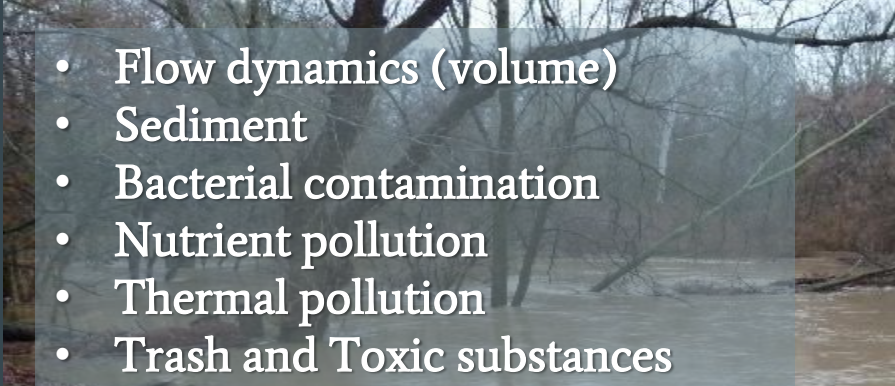 • Flow dynamics (volume)
• Sediment
• Bacterial contamination
• Nutrient pollution
• Thermal pollution
• Trash and Toxic substances